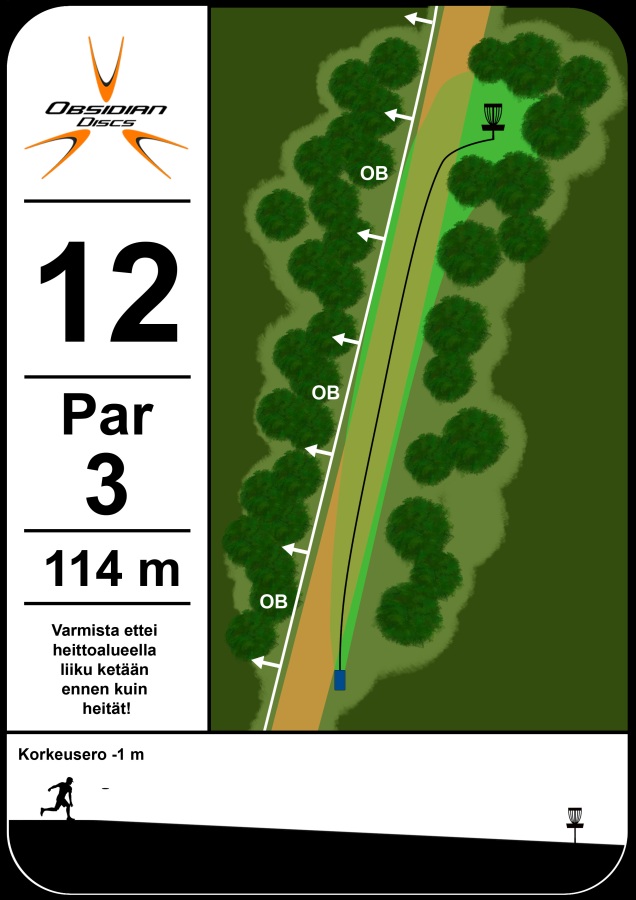 OBSIDIAN
DISCS
12
Par
3
114 m
Varmista ettei
heittoalueella
liiku ketään
ennen kuin
heität!
OB
OB
OB
Korkeusero -1 m